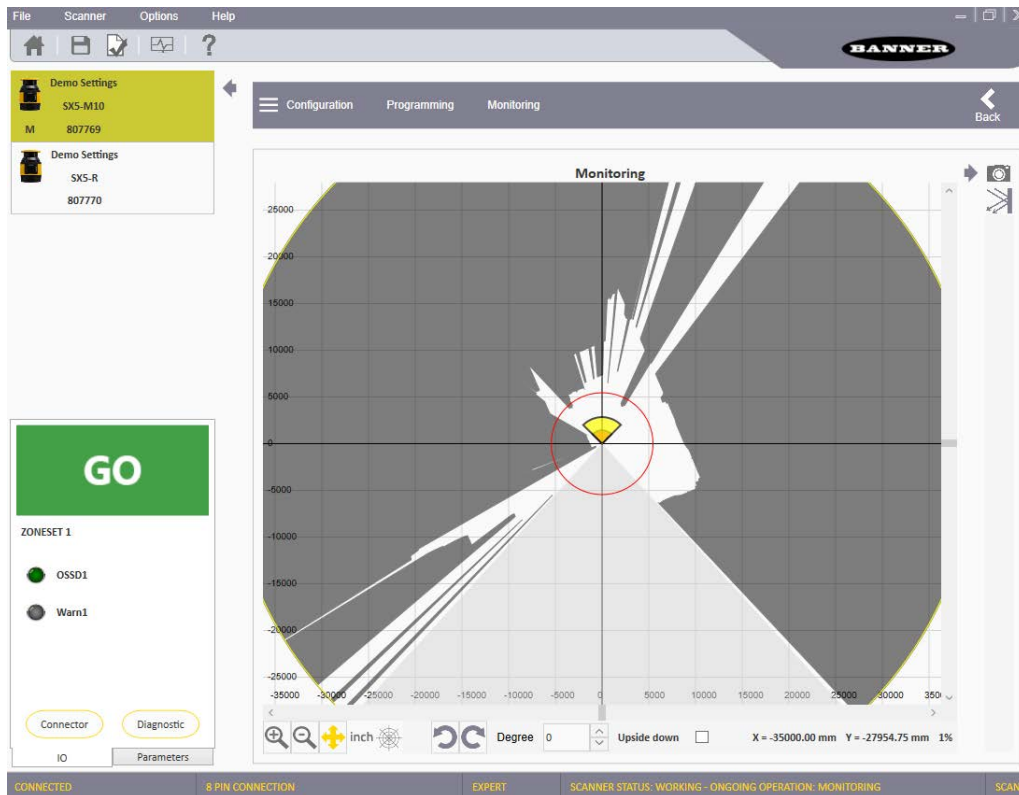 File Scanner Options Help
BANNER
Demo Settings
SX5-M10
M 807769
Demo Settings
SX5-R
807770
Configuration Programming Monitoring
Back
Monitoring
25000
20000
15000
10000
5000
0
-5000
-10000
-15000
-20000
-25000
-35000 -30000 -25000 -20000 -15000 -10000 -5000 0 5000 10000 15000 20000 25000 30000 350
GO
ZONESET 1
OSSD1
Warn1
Connector Diagnostic
IO Parameters
inch Degree 0 Upside down X = -35000.00 mm Y = -27954.75 mm 1%
CONNECTED 8 PIN CONNECTION EXPERT SCANNER STATUS: WORKING - ONGOING OPERATION: MONITORING SCAN